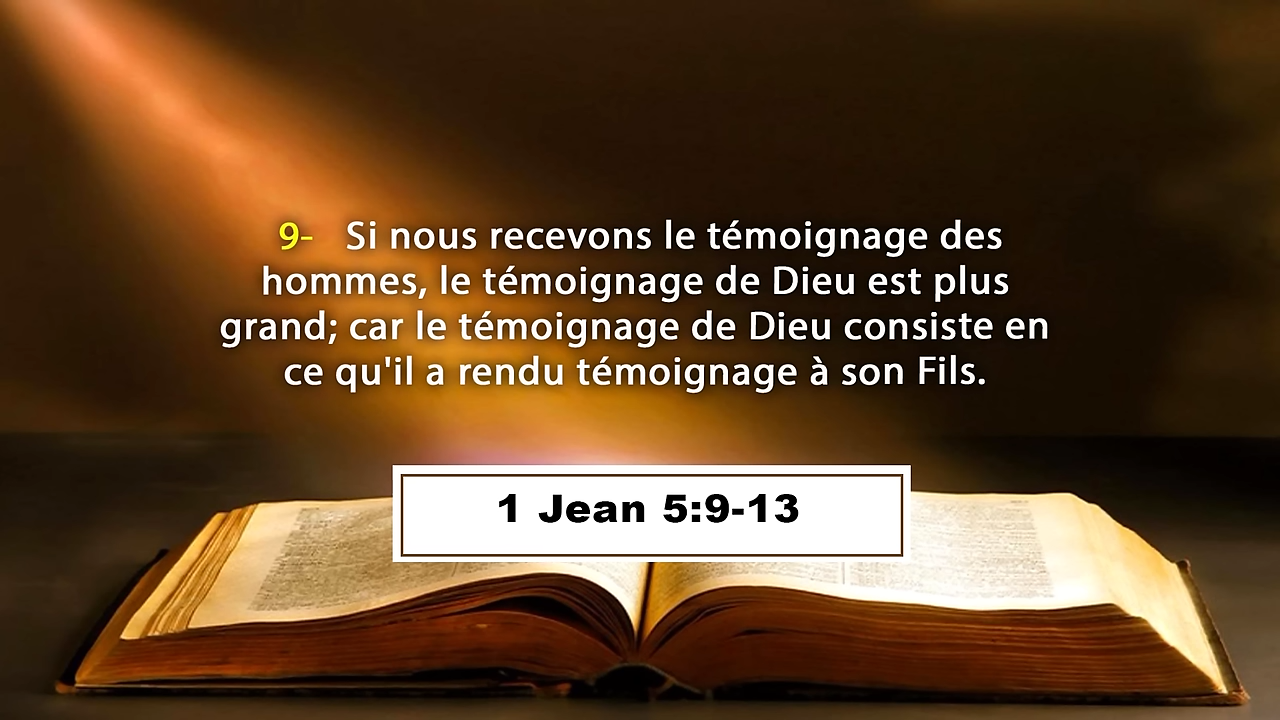 9- Si nous recevons le témoignage des
hommes, le témoignage de Dieu est plus
grand; car le témoignage de Dieu consiste en
ce qu'il a rendu témoignage à son Fils.
1 Jean 5:9-13